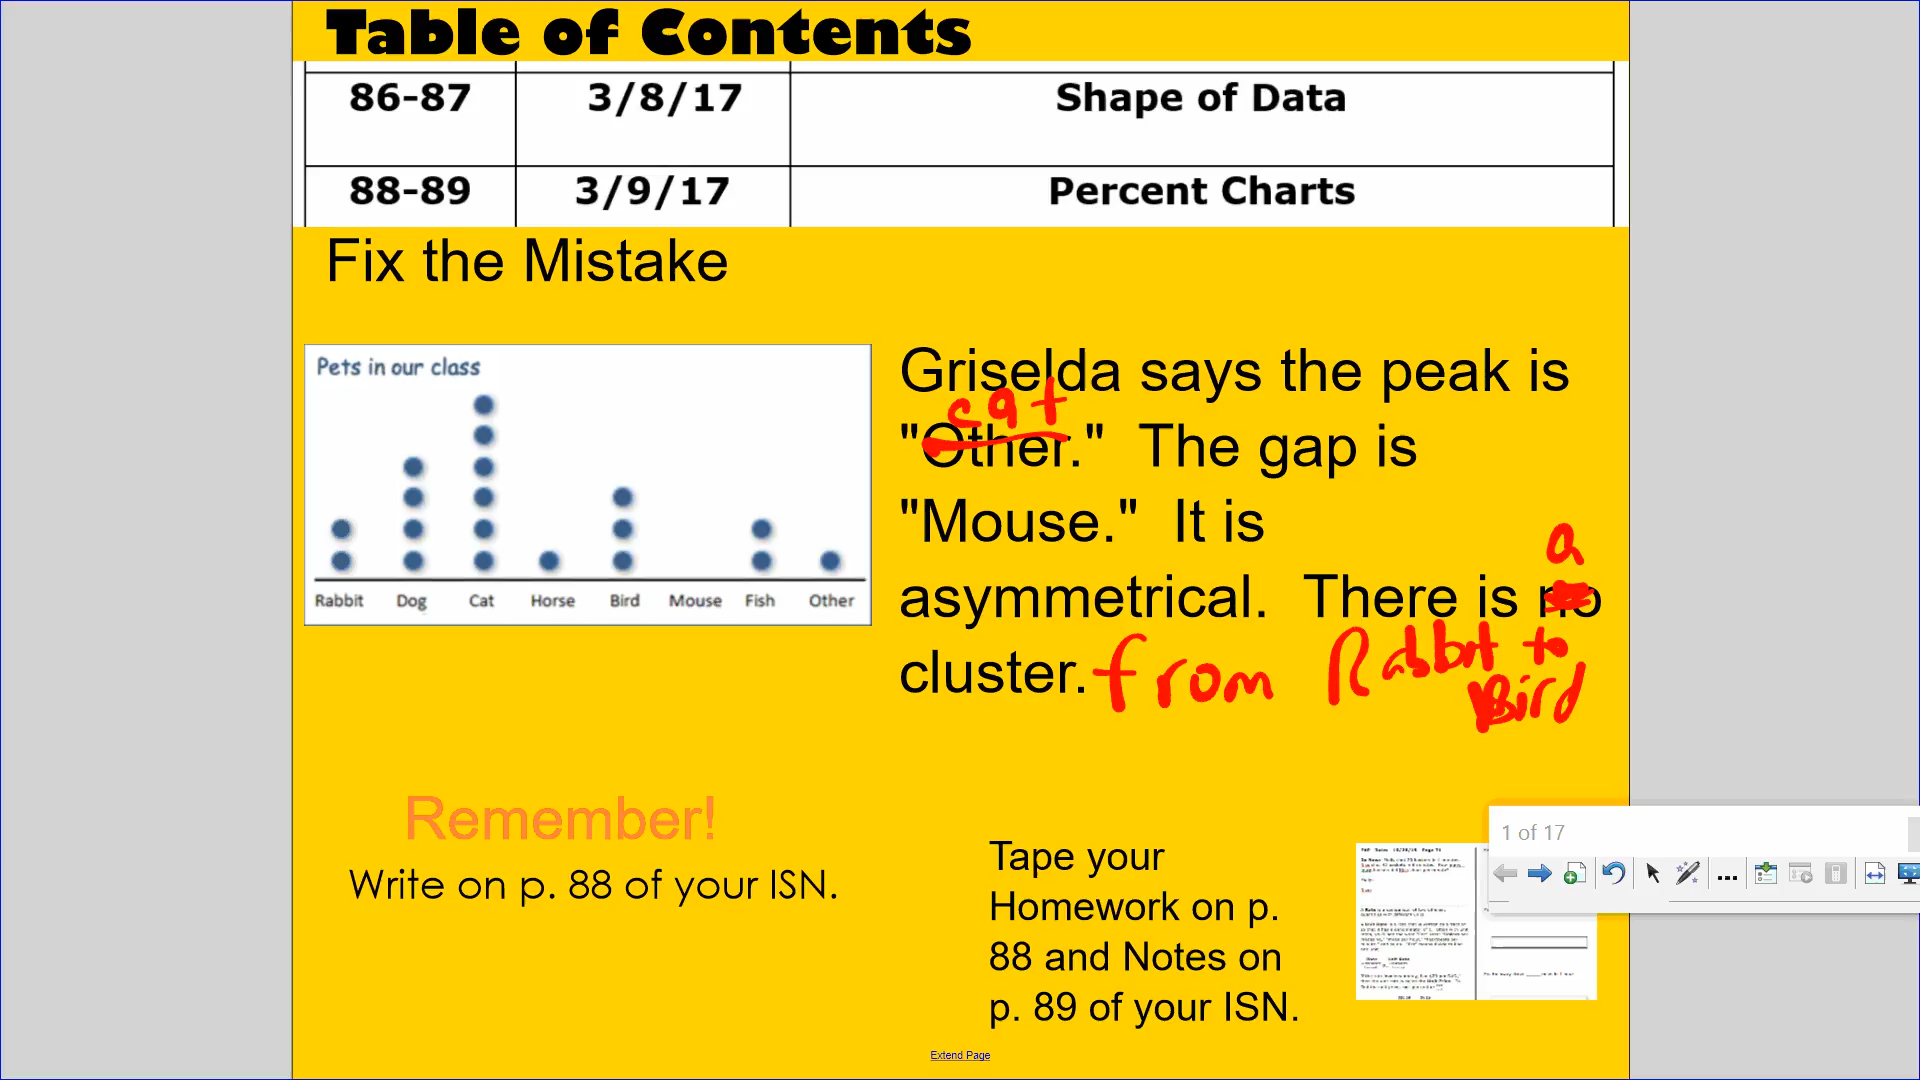 Table of Contents
86-87 3/8/17 Shape of Data
88-89 3/9/17 Percent Charts
Fix the Mistake
Pets in our class
Rabbit Dog Cat Horse Bird Mouse Fish Other
Griselda says the peak is
cat
"Other." The gap is
"Mouse." It is
a
asymmetrical. There is no
cluster. from Rabbit to
Bird
Remember!
Write on p. 88 of your ISN.
Tape your
Homework on p.
88 and Notes on
p. 89 of your ISN.
1 of 17
Extend Page